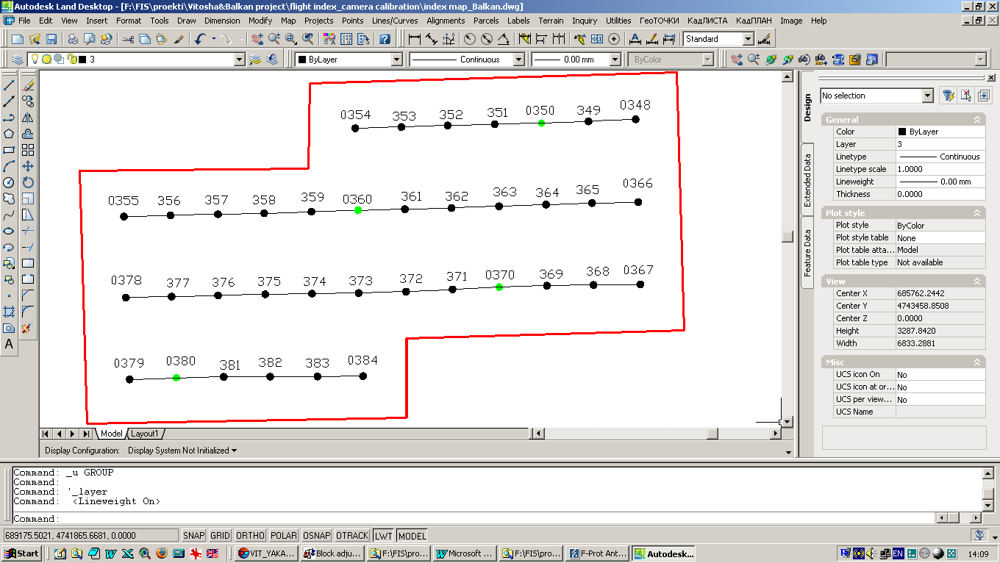 Autodesk Land Desktop - [F:\FIS\proekti\Vitosha&Balkan project\flight index_camera calibration\index map_Balkan.dwg]
File Edit View Insert Format Tools Draw Dimension Modify Map Projects Points Lines/Curves Alignments Parcels Labels Terrain Inquiry Utilities ГеоТОЧКИ КадЛИСТА КадПЛАН Image Help
Standard
3 ByLayer Continuous 0.00 mm ByColor
0354 353 352 351 0350 349 0348
0355 356 357 358 359 0360 361 362 363 364 365 0366
0378 377 376 375 374 373 372 371 0370 369 368 0367
0379 0380 381 382 383 0384
Model Layout1
Display Configuration: Display System Not Initialized
Design
Extended Data
Feature Data
No selection
General
Color ByLayer
Layer 3
Linetype Continuous
Linetype scale 1.0000
Lineweight 0.00 mm
Thickness 0.0000
Plot style
Plot style ByColor
Plot style table None
Plot table atta... Model
Plot table type Not available
View
Center X 685762.2442
Center Y 4743458.8508
Center Z 0.0000
Height 3287.8420
Width 6833.2881
Misc
UCS icon On No
UCS icon at or... No
UCS per view... No
UCS Name
Command: _u GROUP
Command:
Command: '_layer
Command: <Lineweight On>
Command:
689175.5021, 4741865.6681, 0.0000 SNAP GRID ORTHO POLAR OSNAP OTRACK LWT MODEL
Start VIT_YAKA... Block adju... F:\FIS\pro... Microsoft ... F:\FIS\pro... F-Prot Ant... Autodesk... EN 14:09